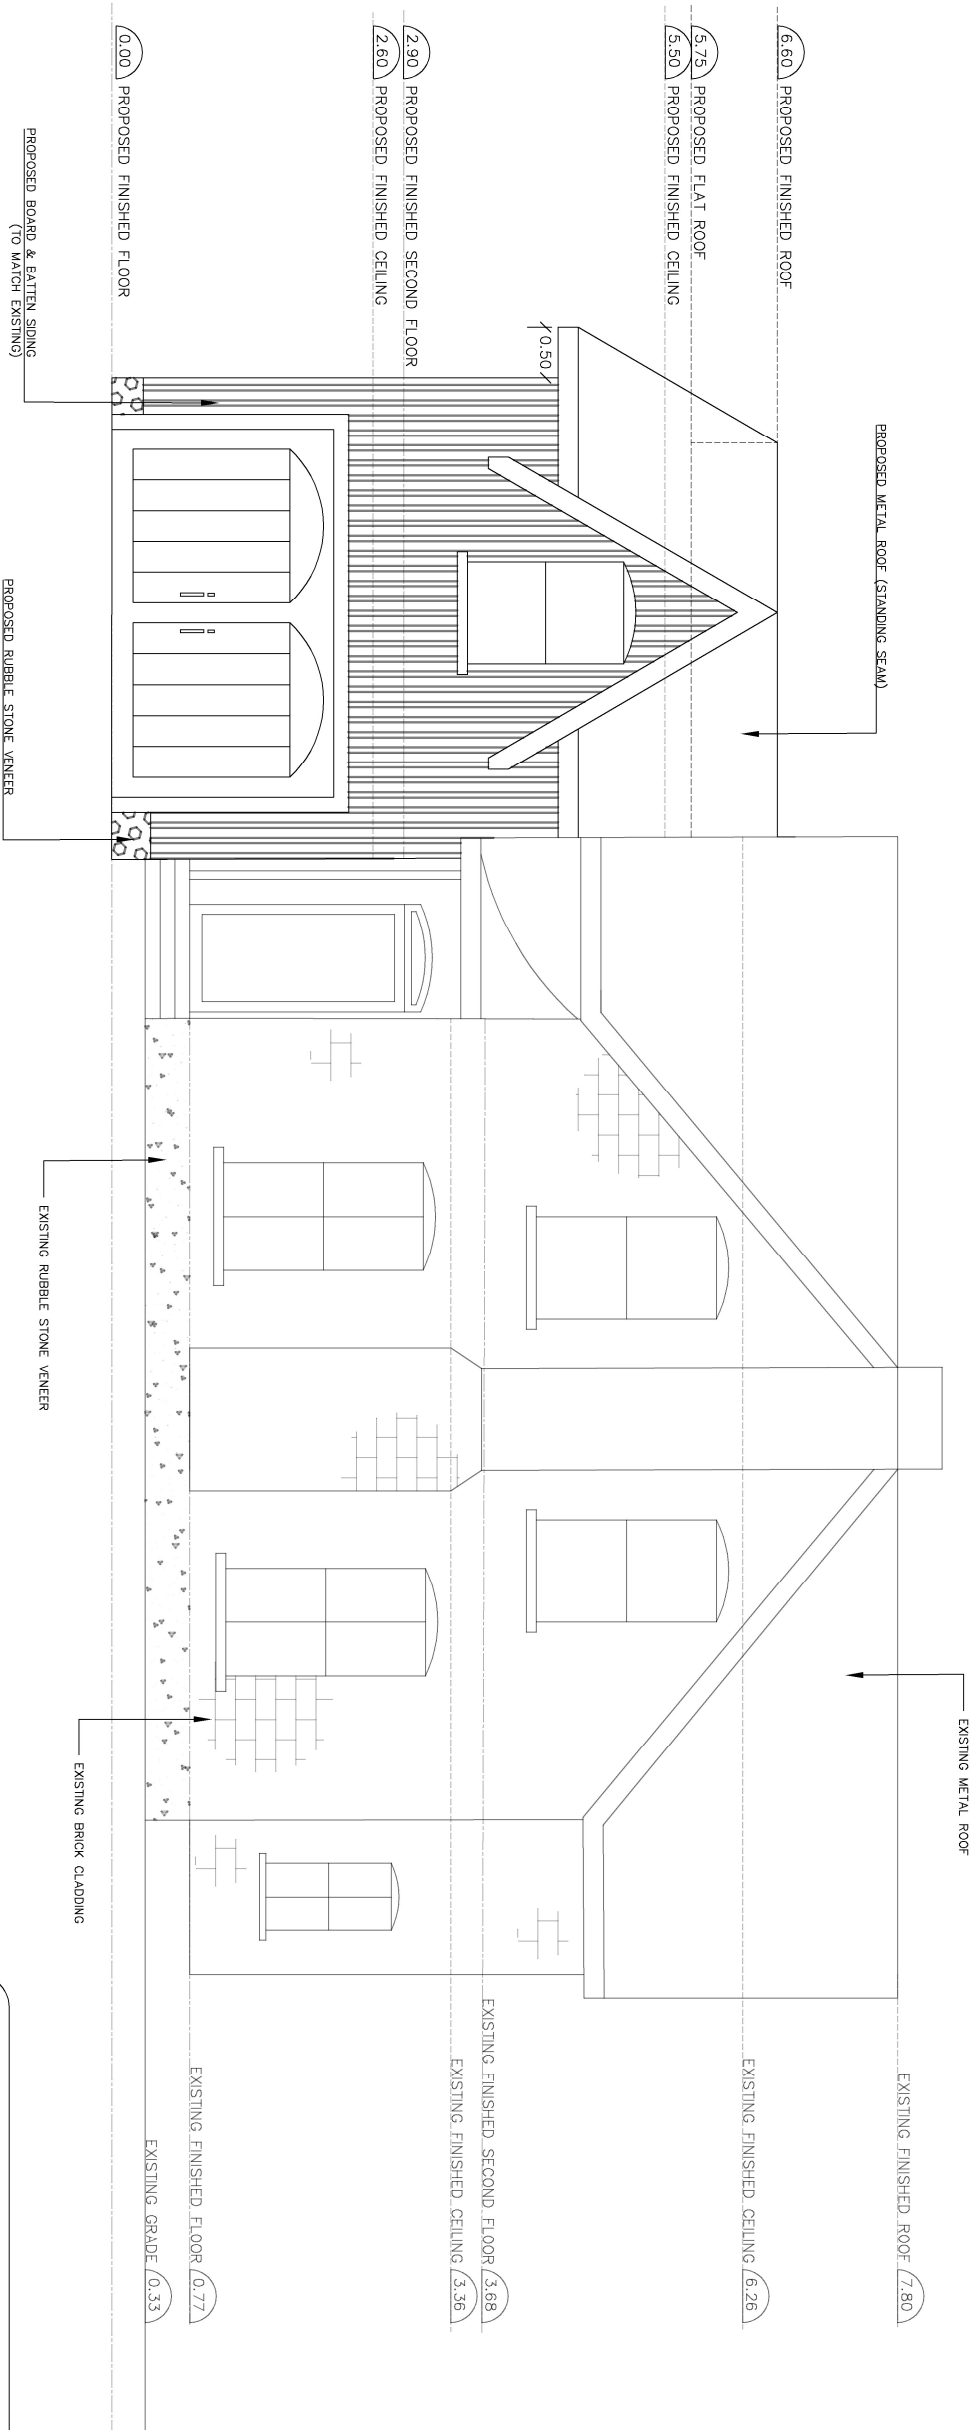 6.60 PROPOSED FINISHED ROOF
5.75 PROPOSED FLAT ROOF
5.50 PROPOSED FINISHED CEILING
2.90 PROPOSED FINISHED SECOND FLOOR
2.60 PROPOSED FINISHED CEILING
0.00 PROPOSED FINISHED FLOOR
PROPOSED BOARD & BATTEN SIDING
(TO MATCH EXISTING)
0.50
PROPOSED METAL ROOF (STANDING SEAM)
PROPOSED RUBBLE STONE VENEER
EXISTING RUBBLE STONE VENEER
EXISTING METAL ROOF
EXISTING BRICK CLADDING
EXISTING FINISHED ROOF 7.80
EXISTING FINISHED CEILING 6.26
EXISTING FINISHED SECOND FLOOR 3.68
EXISTING FINISHED CEILING 3.36
EXISTING FINISHED FLOOR 0.77
EXISTING GRADE 0.33